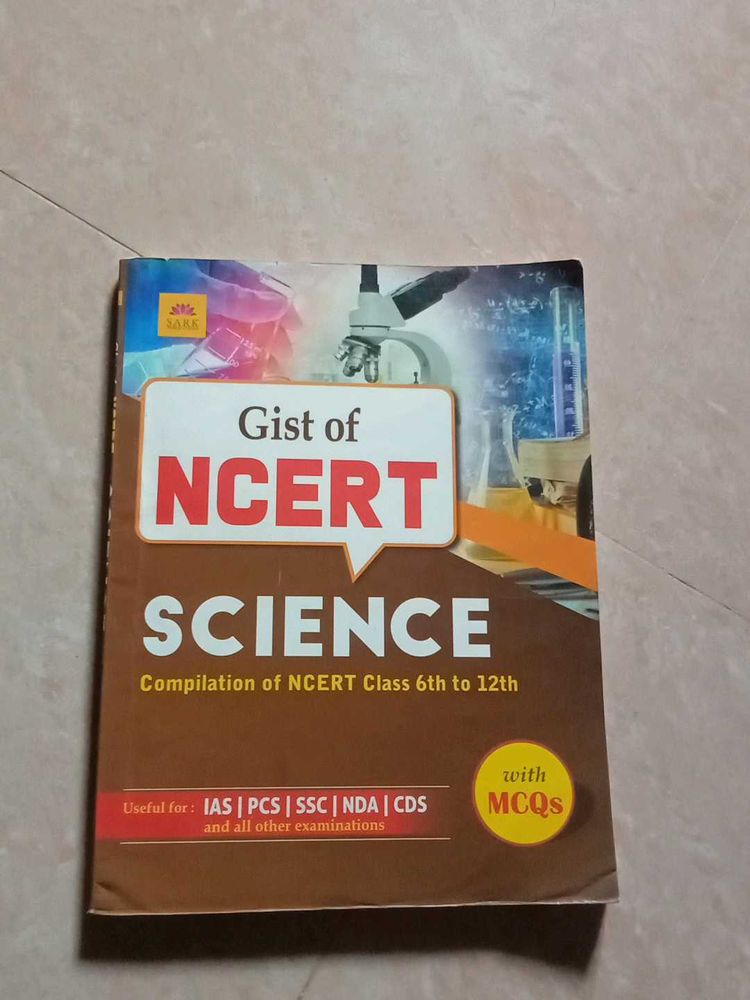 SARK
Gist of
NCERT
SCIENCE
Compilation of NCERT Class 6th to 12th
with
MCQs
Useful for : IAS | PCS | SSC | NDA | CDS
and all other examinations